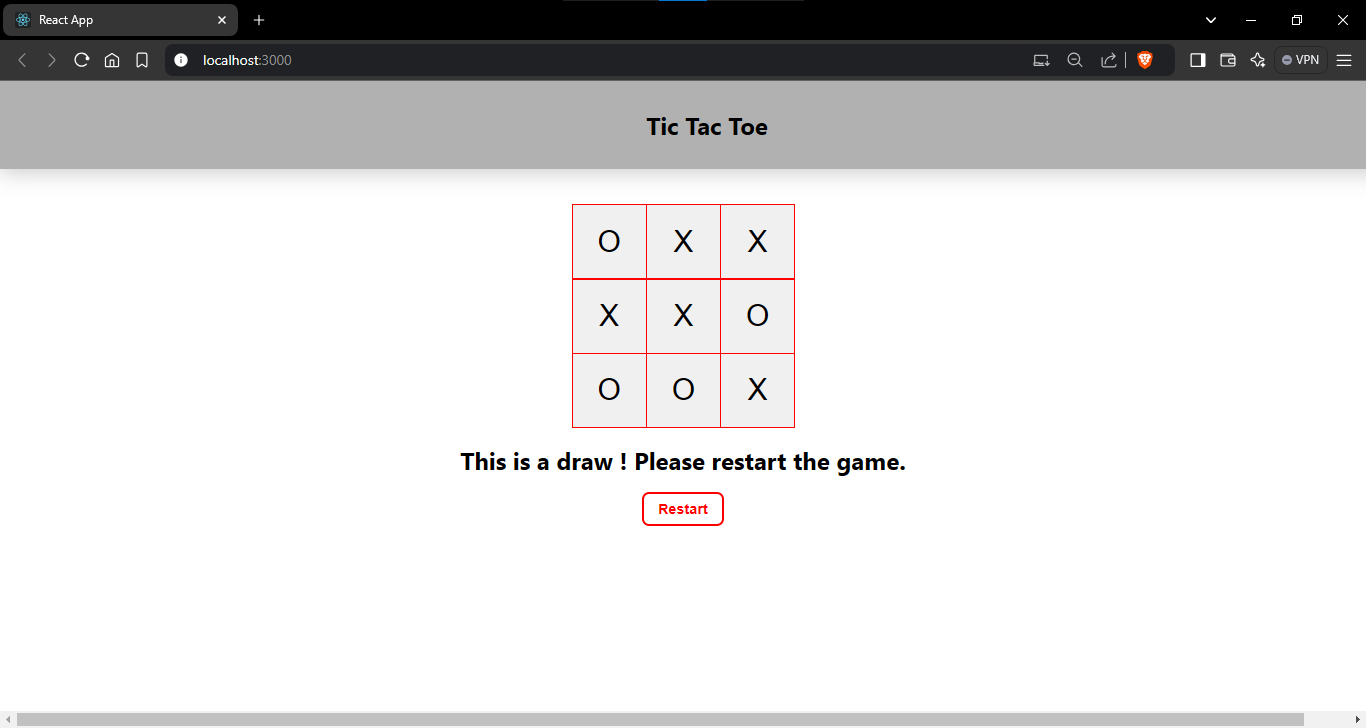 React App
localhost:3000
VPN
Tic Tac Toe
O X X
X X O
O O X
This is a draw ! Please restart the game.
Restart